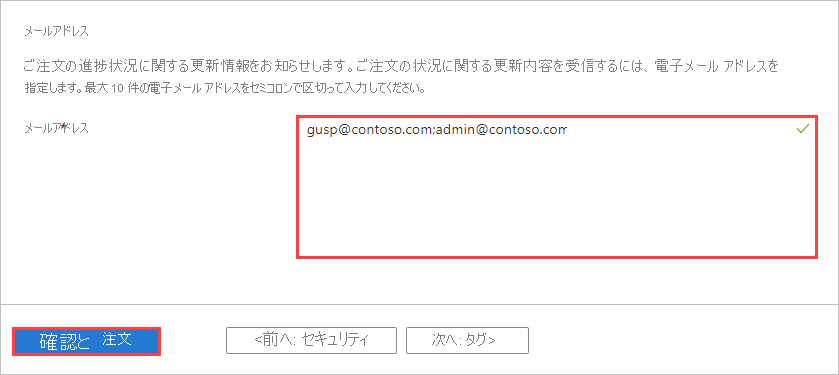 メールアドレス
ご注文の進捗状況に関する更新情報をお知らせします。ご注文の状況に関する更新内容を受信するには、電子メール アドレスを
指定します。最大 10 件の電子メール アドレスをセミコロンで区切って入力してください。
メールアドレス*
gusp@contoso.com;admin@contoso.com
確認と 注文
<前へ: セキュリティ
次へ: タグ>